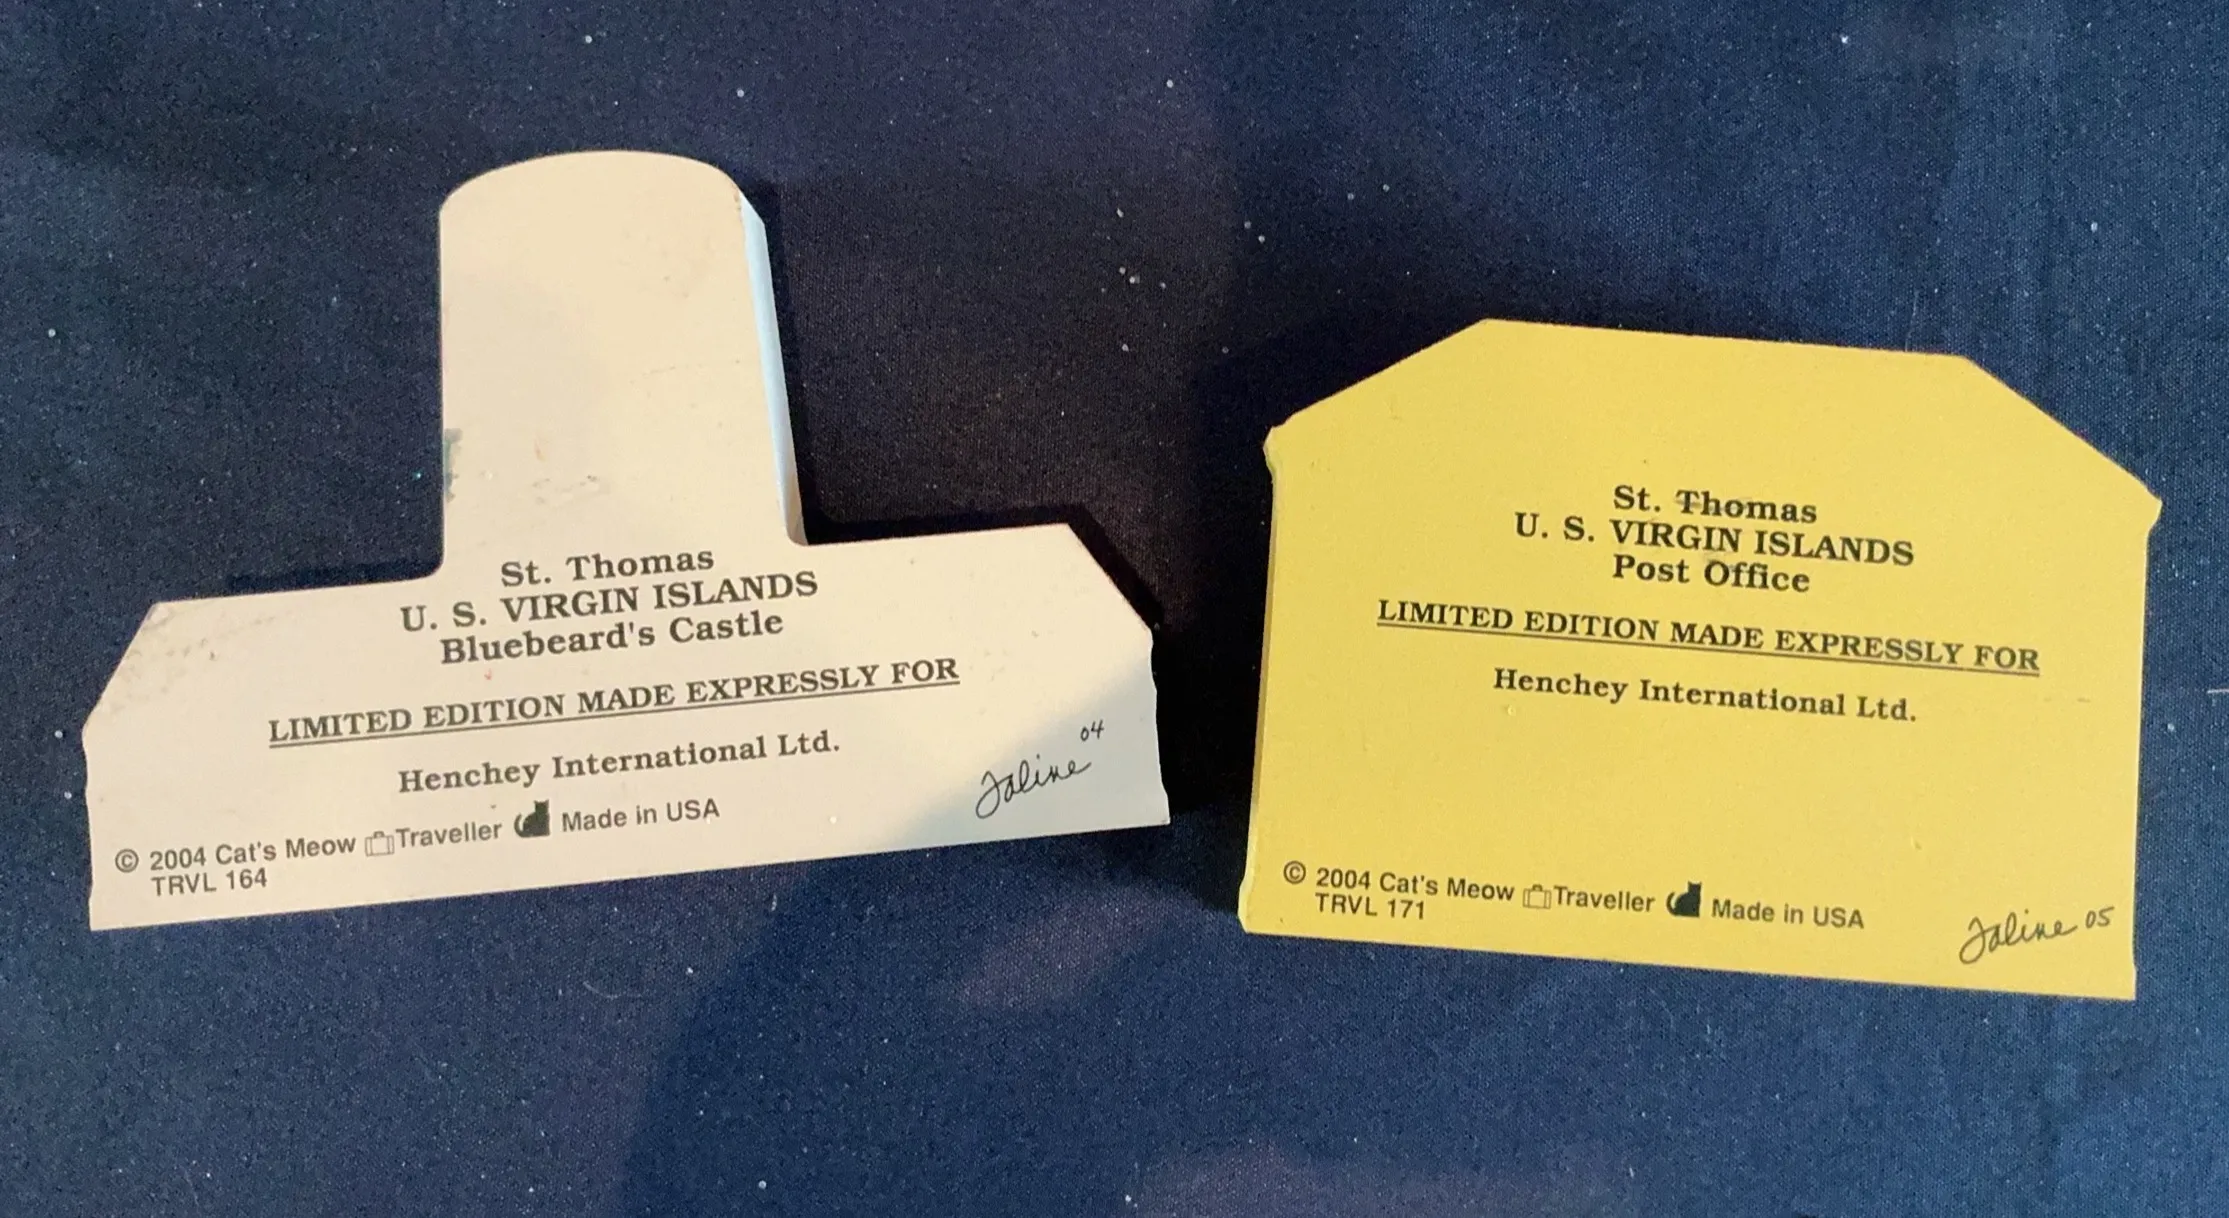 St. Thomas
U. S. VIRGIN ISLANDS
Bluebeard's Castle
LIMITED EDITION MADE EXPRESSLY FOR
Henchey International Ltd.
Jaline 04
© 2004 Cat's Meow Traveller Made in USA
TRVL 164
St. Thomas
U. S. VIRGIN ISLANDS
Post Office
LIMITED EDITION MADE EXPRESSLY FOR
Henchey International Ltd.
© 2004 Cat's Meow Traveller Made in USA
TRVL 171
Jaline 05